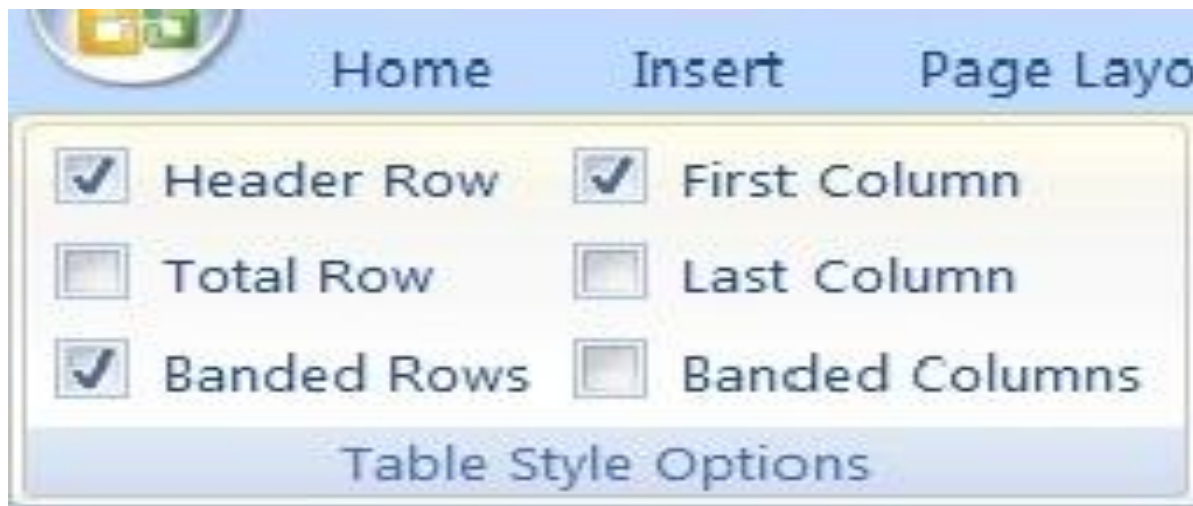 Home Insert Page Layo
Header Row First Column
Total Row Last Column
Banded Rows Banded Columns
Table Style Options